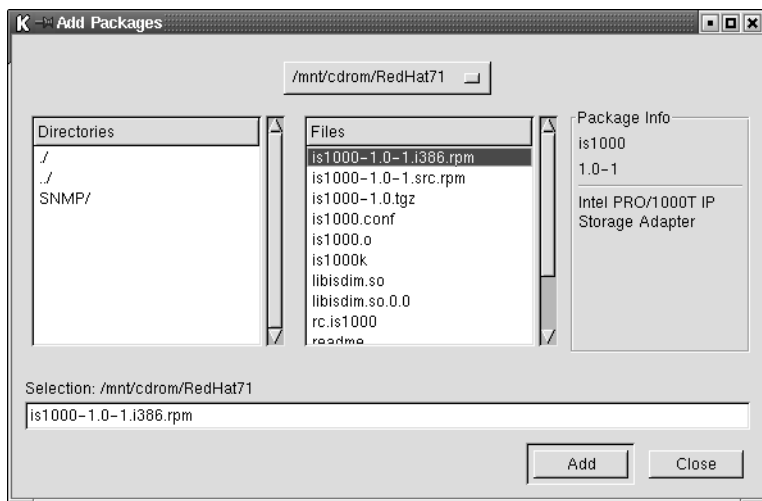 Add Packages
/mnt/cdrom/RedHat71
Directories
./
../
SNMP/
Files
is1000-1.0-1.i386.rpm
is1000-1.0-1.src.rpm
is1000-1.0.tgz
is1000.conf
is1000.o
is1000k
libisdim.so
libisdim.so.0.0
rc.is1000
readme
Package Info
is1000
1.0-1
Intel PRO/1000T IP
Storage Adapter
Selection: /mnt/cdrom/RedHat71
is1000-1.0-1.i386.rpm
Add
Close